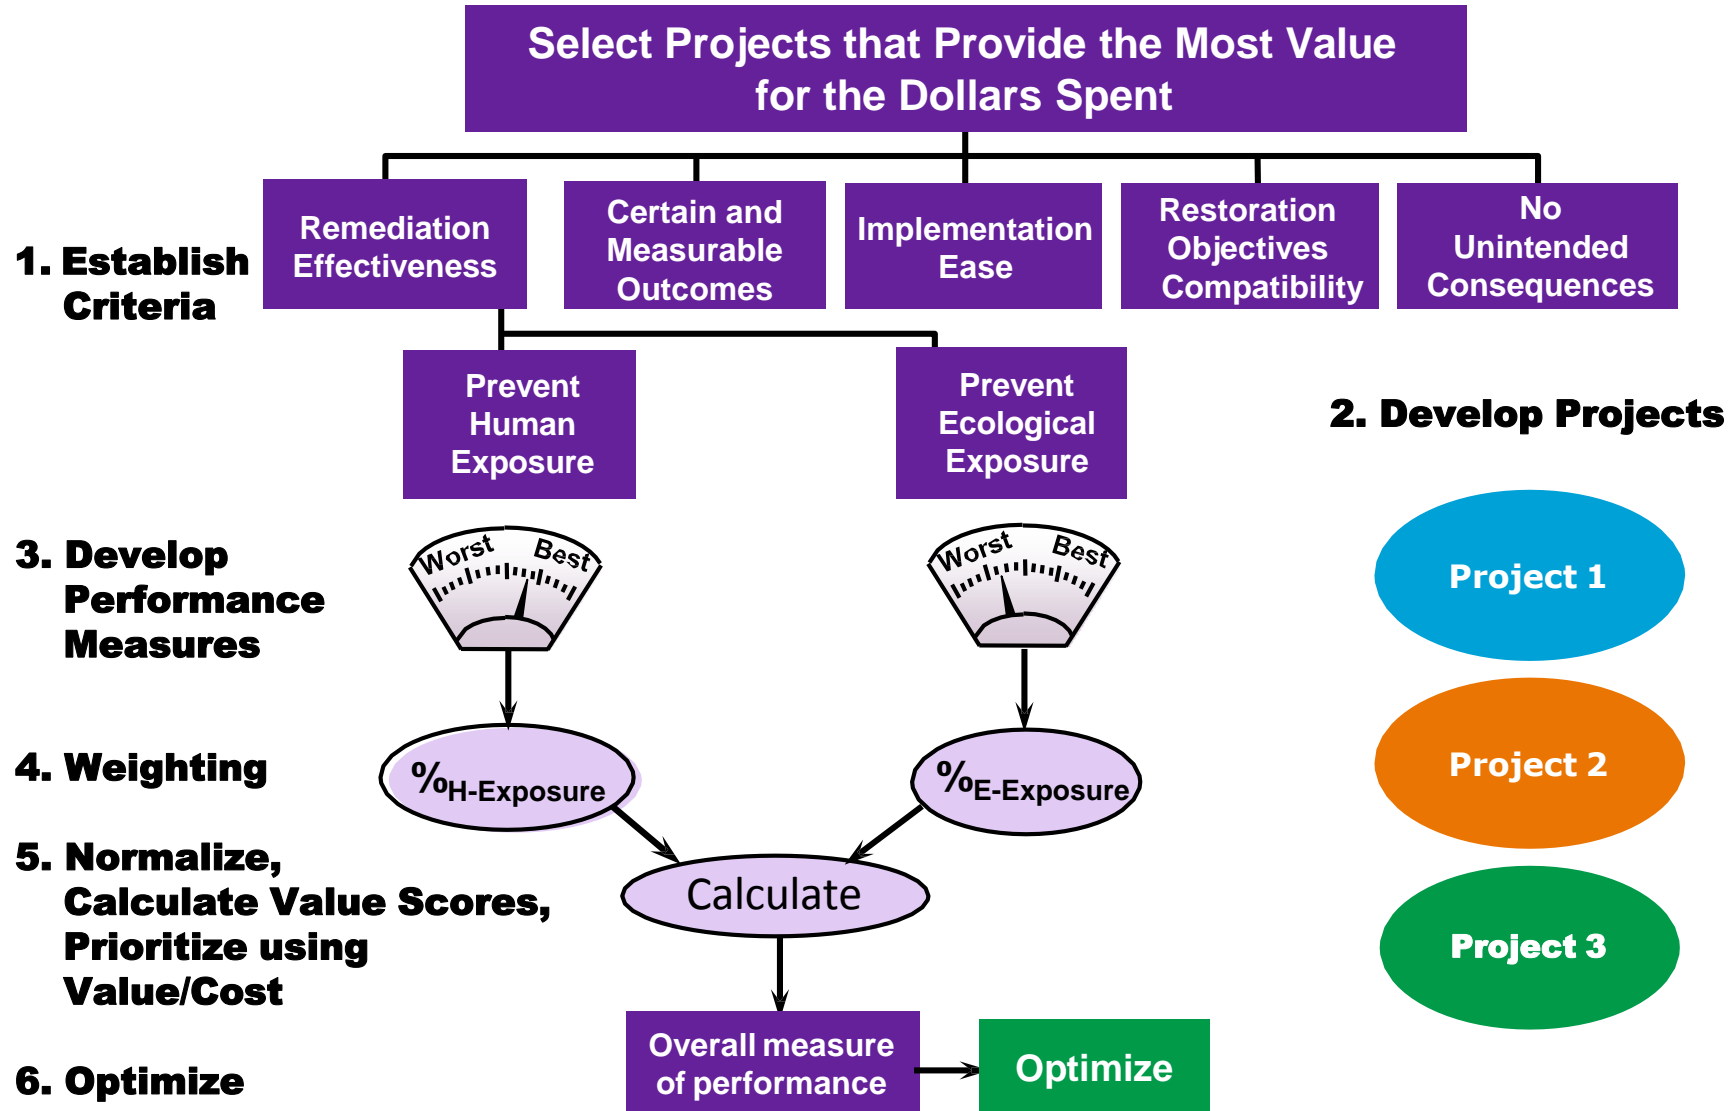 Select Projects that Provide the Most Value
for the Dollars Spent
Remediation
Effectiveness
Certain and
Measurable
Outcomes
Implementation
Ease
Restoration
Objectives
Compatibility
No
Unintended
Consequences
1. Establish
Criteria
Prevent
Human
Exposure
Prevent
Ecological
Exposure
2. Develop Projects
Project 1
Project 2
Project 3
3. Develop
Performance
Measures
Worst Best
Worst Best
4. Weighting
%H-Exposure
%E-Exposure
5. Normalize,
Calculate Value Scores,
Prioritize using
Value/Cost
Calculate
6. Optimize
Overall measure
of performance
Optimize